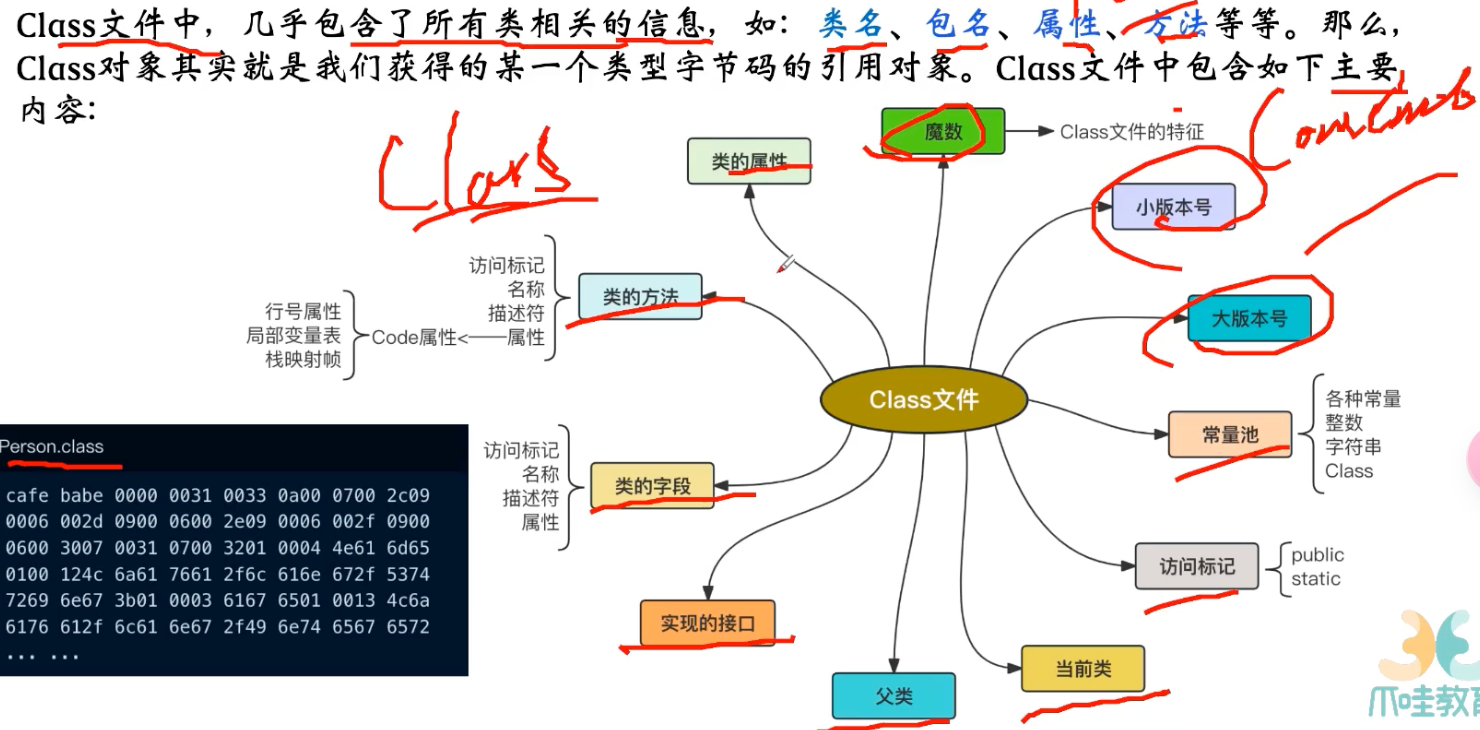 Class文件中，几乎包含了所有类相关的信息，如：类名、包名、属性、方法等等。那么，
Class对象其实就是我们获得的某一个类型字节码的引用对象。Class文件中包含如下主要
内容：
Class
魔数
Class文件的特征
类的属性
小版本号
访问标记
名称
描述符
属性
类的方法
行号属性
局部变量表
栈映射帧
Code属性
大版本号
Class文件
各种常量
整数
字符串
Class
常量池
访问标记
名称
描述符
属性
类的字段
访问标记
public
static
实现的接口
当前类
父类
Person.class
cafe babe 0000 0031 0033 0a00 0700 2c09
0006 002d 0900 0600 2e09 0006 002f 0900
0600 3007 0031 0700 3201 0004 4e61 6d65
0100 124c 6a61 7661 2f6c 616e 672f 5374
7269 6e67 3b01 0003 6167 6501 0013 4c6a
6176 612f 6c61 6e67 2f49 6e74 6567 6572
... ...
爪哇教育